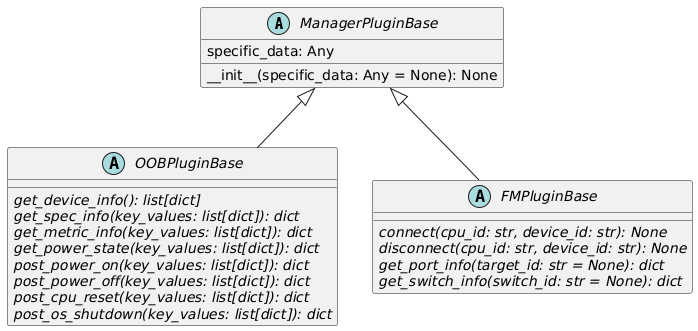 A ManagerPluginBase
specific_data: Any
__init__(specific_data: Any = None): None
A OOBPluginBase
get_device_info(): list[dict]
get_spec_info(key_values: list[dict]): dict
get_metric_info(key_values: list[dict]): dict
get_power_state(key_values: list[dict]): dict
post_power_on(key_values: list[dict]): dict
post_power_off(key_values: list[dict]): dict
post_cpu_reset(key_values: list[dict]): dict
post_os_shutdown(key_values: list[dict]): dict
A FMPluginBase
connect(cpu_id: str, device_id: str): None
disconnect(cpu_id: str, device_id: str): None
get_port_info(target_id: str = None): dict
get_switch_info(switch_id: str = None): dict